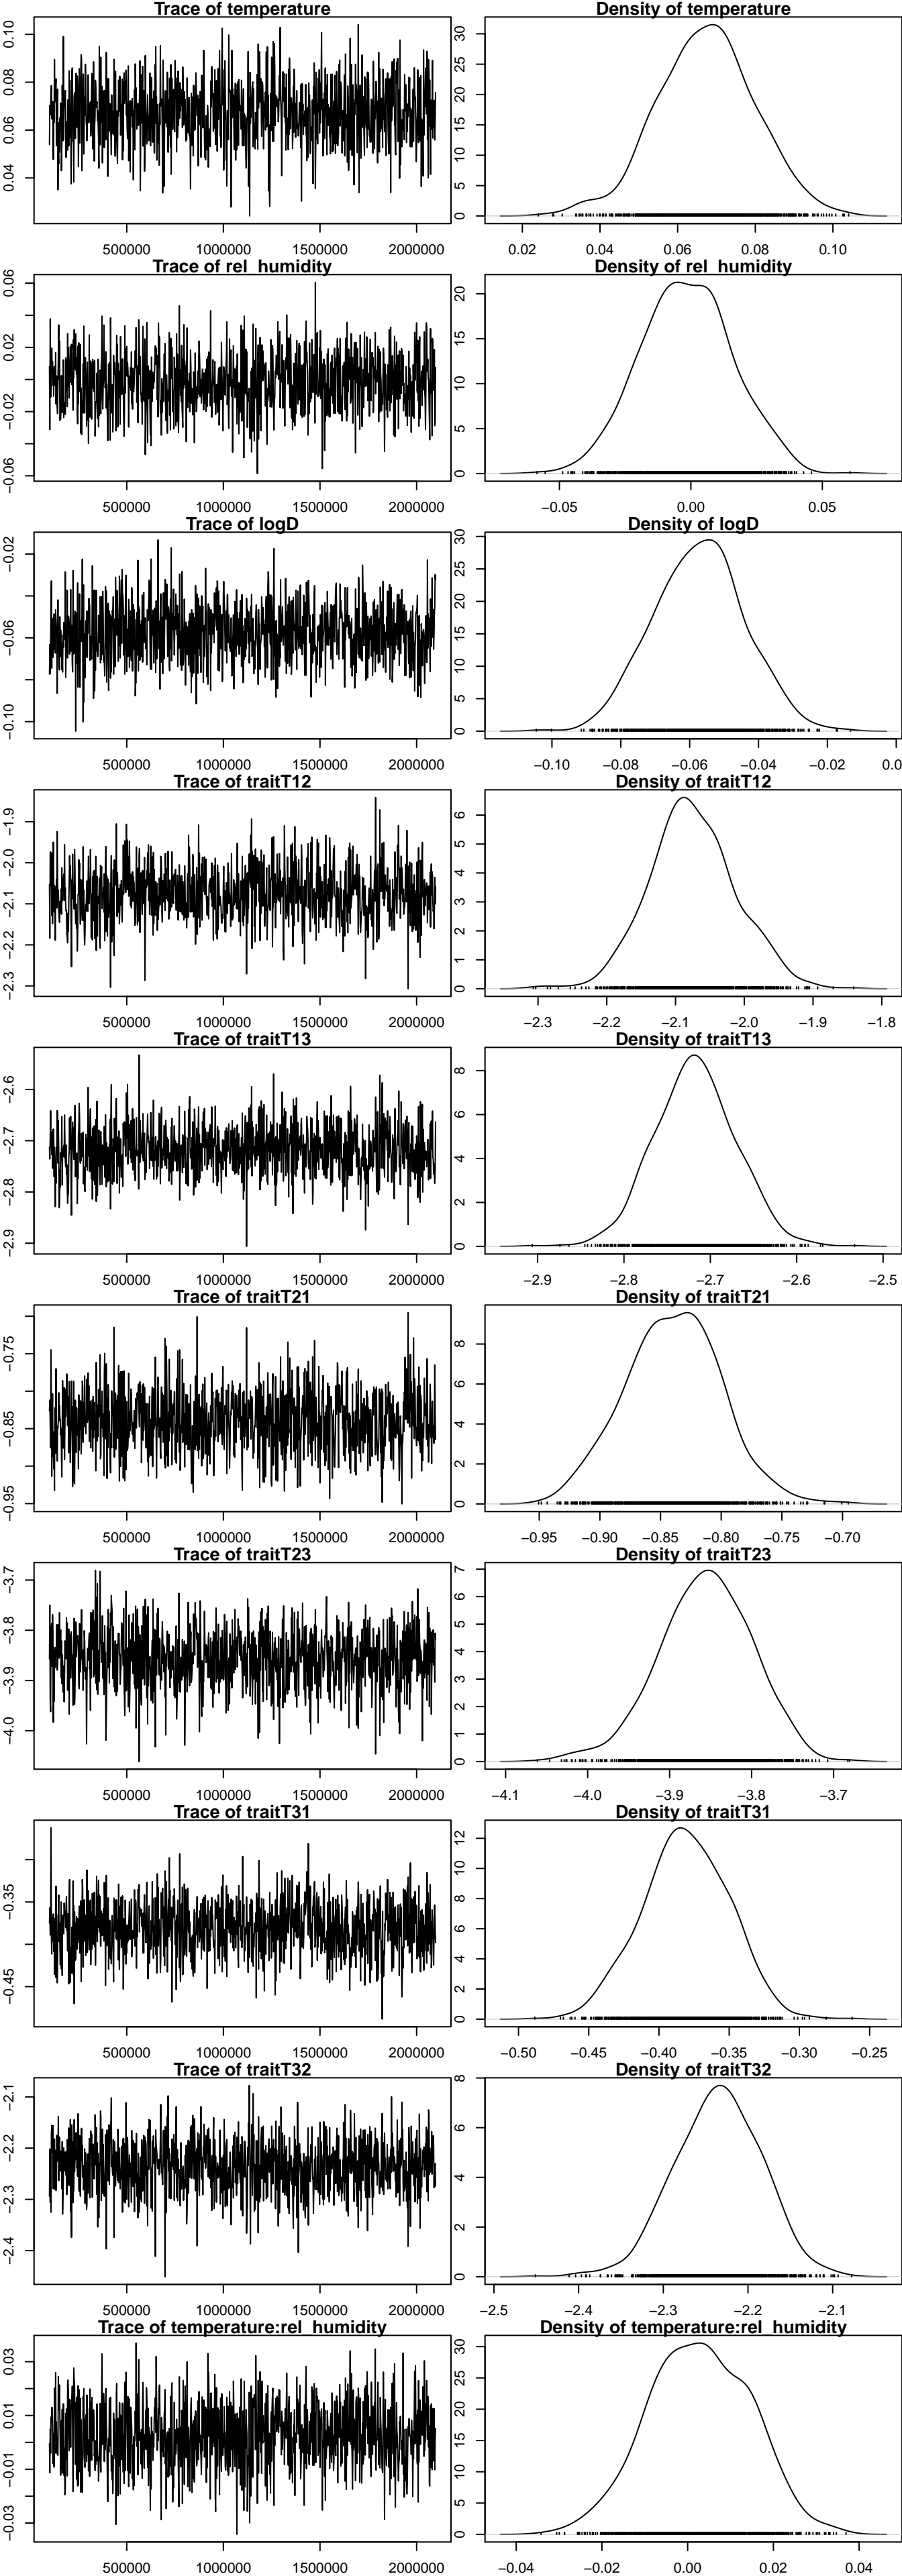 Trace of temperature
0.04 0.06 0.08 0.10
500000 1000000 1500000 2000000
Density of temperature
0 5 10 15 20 25 30
0.02 0.04 0.06 0.08 0.10
Trace of rel_humidity
−0.06 −0.02 0.02 0.06
500000 1000000 1500000 2000000
Density of rel_humidity
0 5 10 15 20
−0.05 0.00 0.05
Trace of logD
−0.10 −0.06 −0.02
500000 1000000 1500000 2000000
Density of logD
0 5 10 15 20 25 30
−0.10 −0.08 −0.06 −0.04 −0.02 0.0
Trace of traitT12
−2.3 −2.2 −2.1 −2.0 −1.9
500000 1000000 1500000 2000000
Density of traitT12
0 1 2 3 4 5 6
−2.3 −2.2 −2.1 −2.0 −1.9 −1.8
Trace of traitT13
−2.9 −2.8 −2.7 −2.6
500000 1000000 1500000 2000000
Density of traitT13
0 2 4 6 8
−2.9 −2.8 −2.7 −2.6 −2.5
Trace of traitT21
−0.95 −0.85 −0.75
500000 1000000 1500000 2000000
Density of traitT21
0 2 4 6 8
−0.95 −0.90 −0.85 −0.80 −0.75 −0.70
Trace of traitT23
−4.0 −3.9 −3.8 −3.7
500000 1000000 1500000 2000000
Density of traitT23
0 1 2 3 4 5 6 7
−4.1 −4.0 −3.9 −3.8 −3.7
Trace of traitT31
−0.45 −0.35
500000 1000000 1500000 2000000
Density of traitT31
0 2 4 6 8 10 12
−0.50 −0.45 −0.40 −0.35 −0.30 −0.25
Trace of traitT32
−2.4 −2.3 −2.2 −2.1
500000 1000000 1500000 2000000
Density of traitT32
0 2 4 6 8
−2.5 −2.4 −2.3 −2.2 −2.1
Trace of temperature:rel_humidity
−0.03 −0.01 0.01 0.03
500000 1000000 1500000 2000000
Density of temperature:rel_humidity
0 5 10 15 20 25 30
−0.04 −0.02 0.00 0.02 0.04